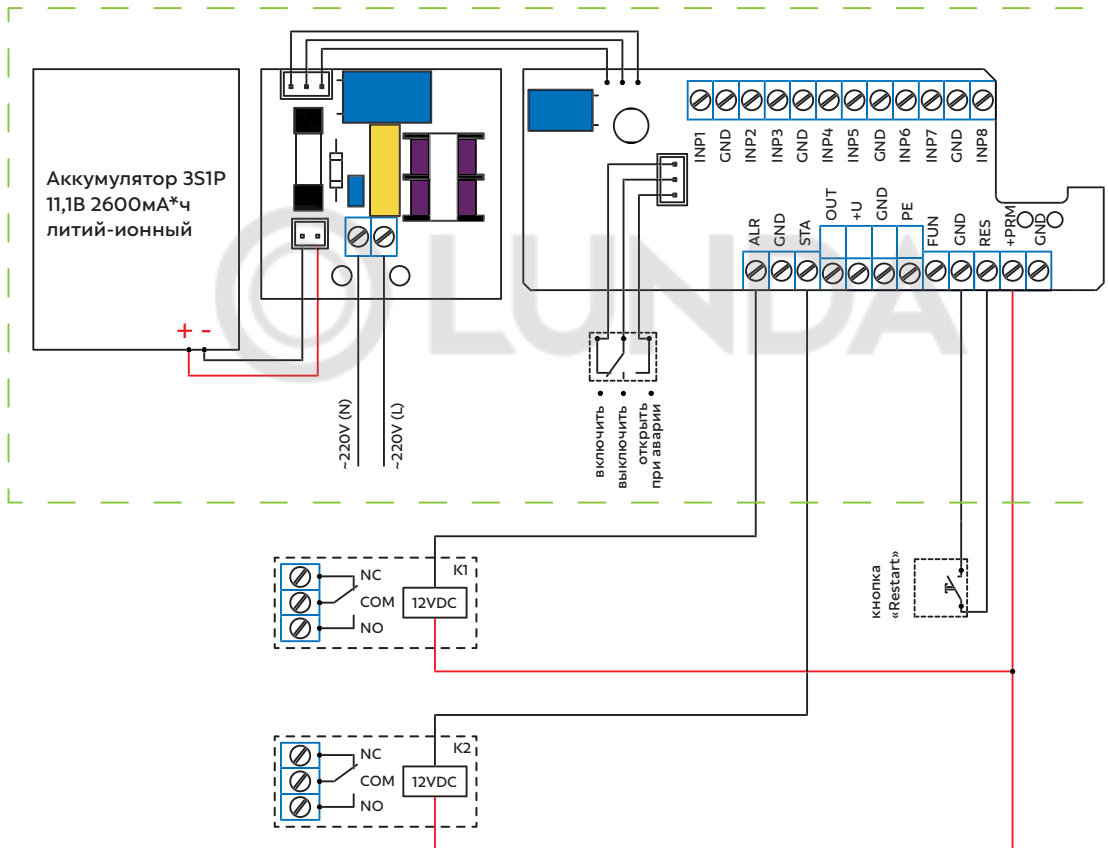 Аккумулятор 3S1P
11,1В 2600мА*ч
литий-ионный
+ -
~220V (N)
~220V (L)
INP1
GND
INP2
INP3
GND
INP4
INP5
GND
INP6
INP7
GND
INP8
ALR
GND
STA
OUT
+U
GND
PE
FUN
GND
RES
+PRM
GND
LUNDA
включить
выключить
открыть
при аварии
кнопка
«Restart»
K1
NC
COM
NO
12VDC
K2
NC
COM
NO
12VDC